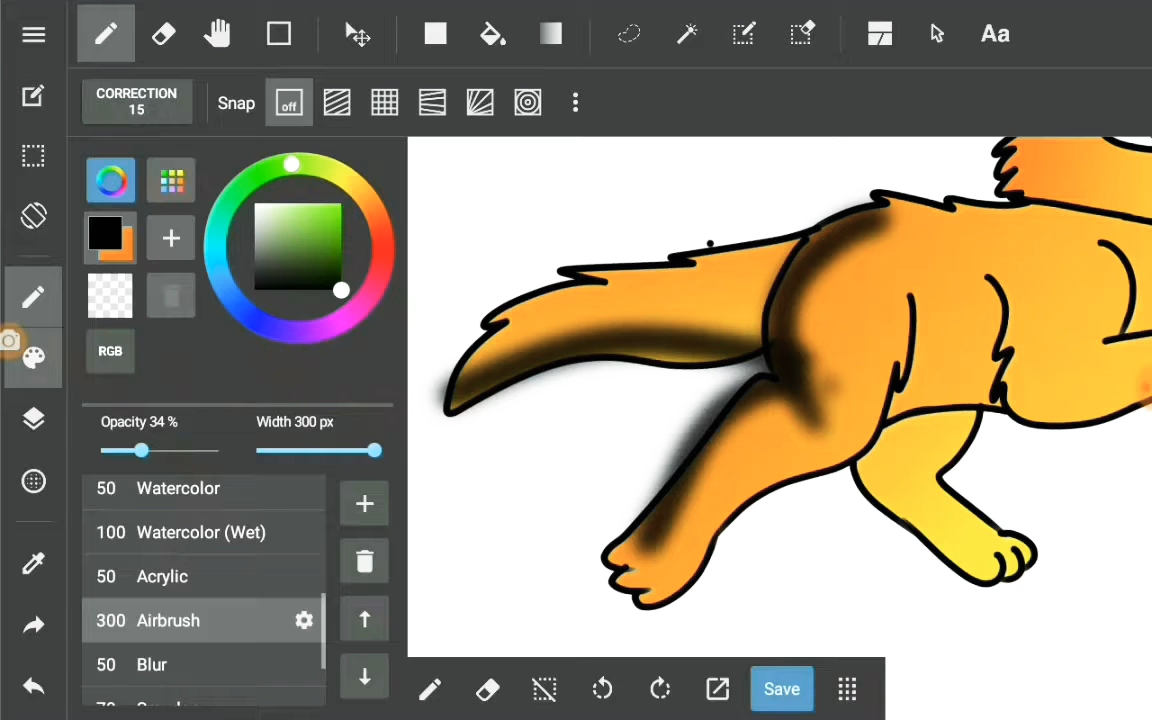 Aa
CORRECTION
15
Snap
off
RGB
Opacity 34 %
Width 300 px
50 Watercolor
100 Watercolor (Wet)
50 Acrylic
300 Airbrush
50 Blur
Save